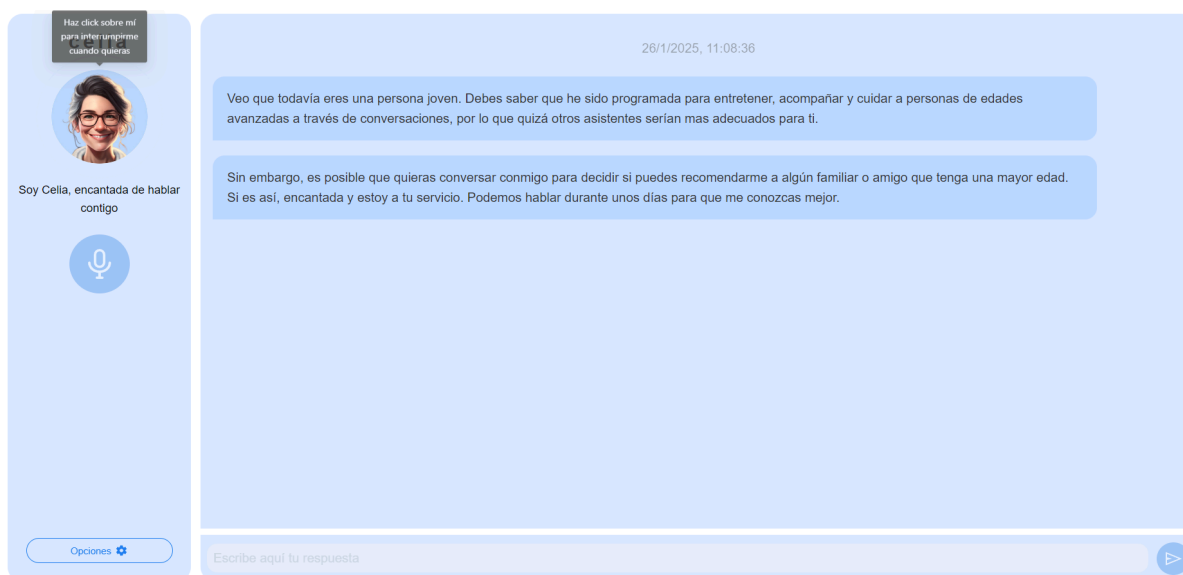 Haz click sobre mí
para interrumpirme
cuando quieras
celia
Soy Celia, encantada de hablar
contigo
Opciones
26/1/2025, 11:08:36
Veo que todavía eres una persona joven. Debes saber que he sido programada para entretener, acompañar y cuidar a personas de edades
avanzadas a través de conversaciones, por lo que quizá otros asistentes serían mas adecuados para ti.
Sin embargo, es posible que quieras conversar conmigo para decidir si puedes recomendarme a algún familiar o amigo que tenga una mayor edad.
Si es así, encantada y estoy a tu servicio. Podemos hablar durante unos días para que me conozcas mejor.
Escribe aquí tu respuesta